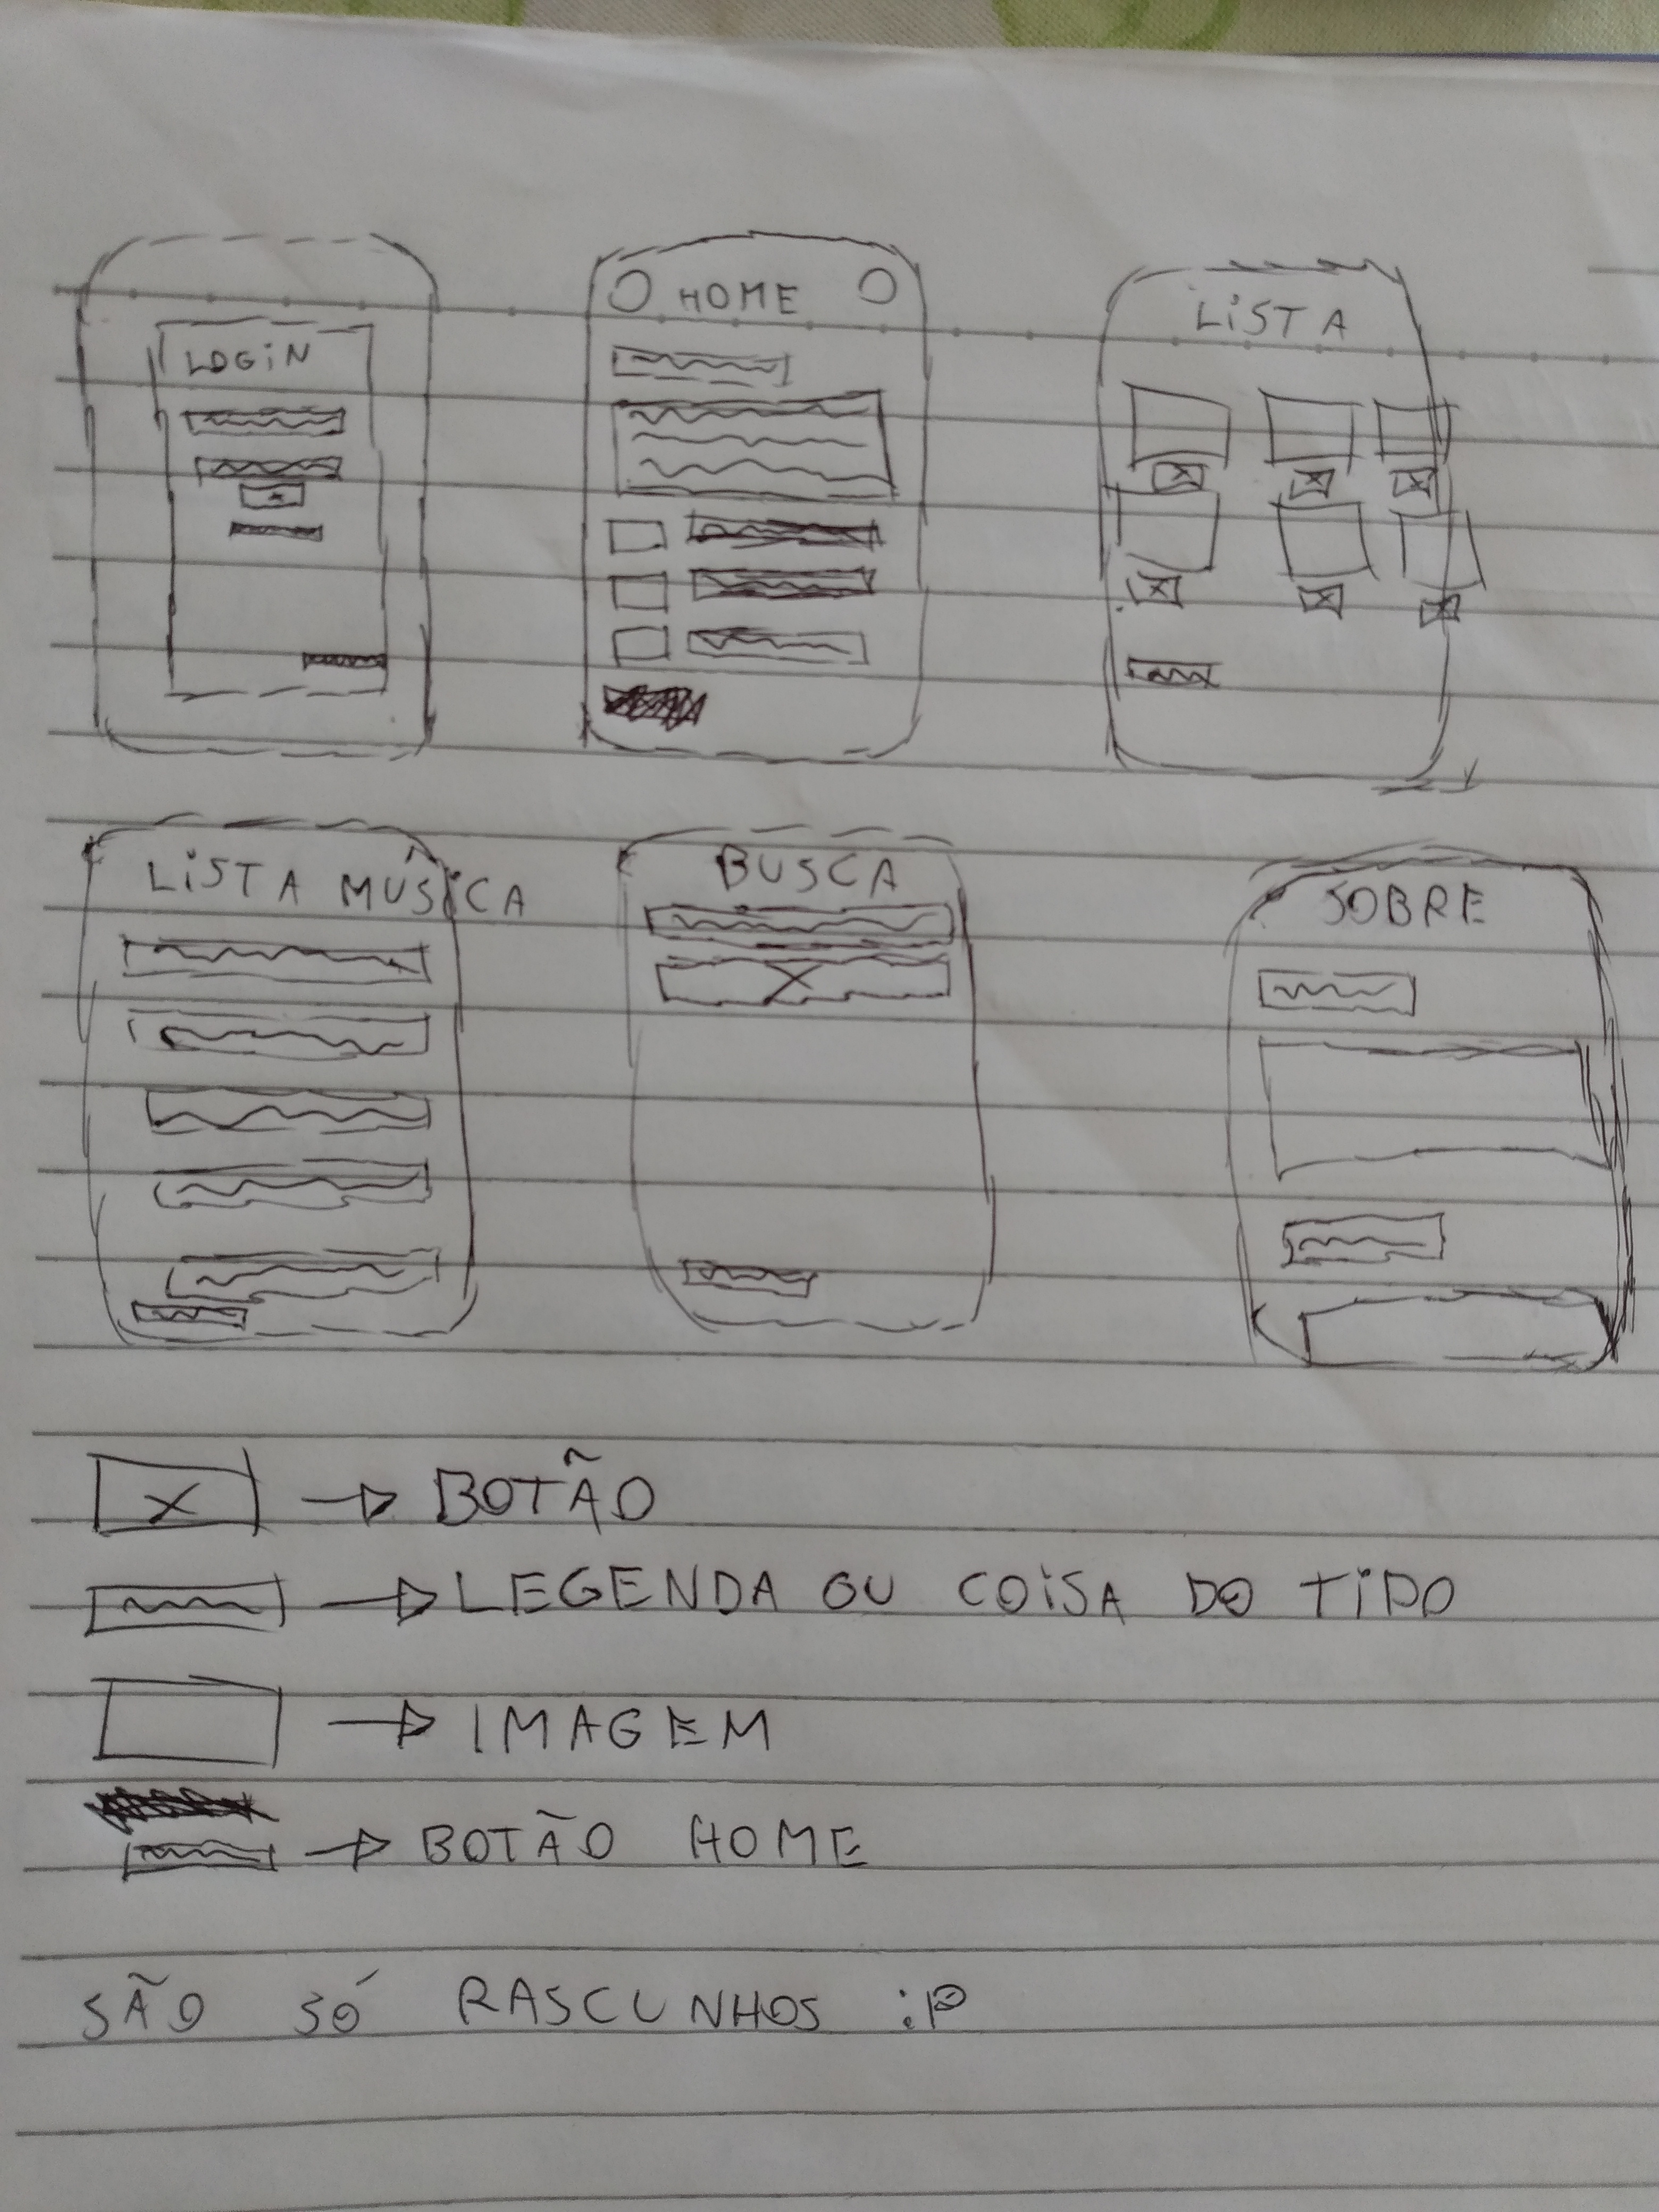 LOGiN
HOME
LiSTA
LiSTA MÚSiCA
BUSCA
SOBRE
X → BOTÃO
→ LEGENDA OU COiSA DO TiPO
→ IMAGEM
→ BOTÃO HOME
SÃO SÓ RASCUNHOS :P